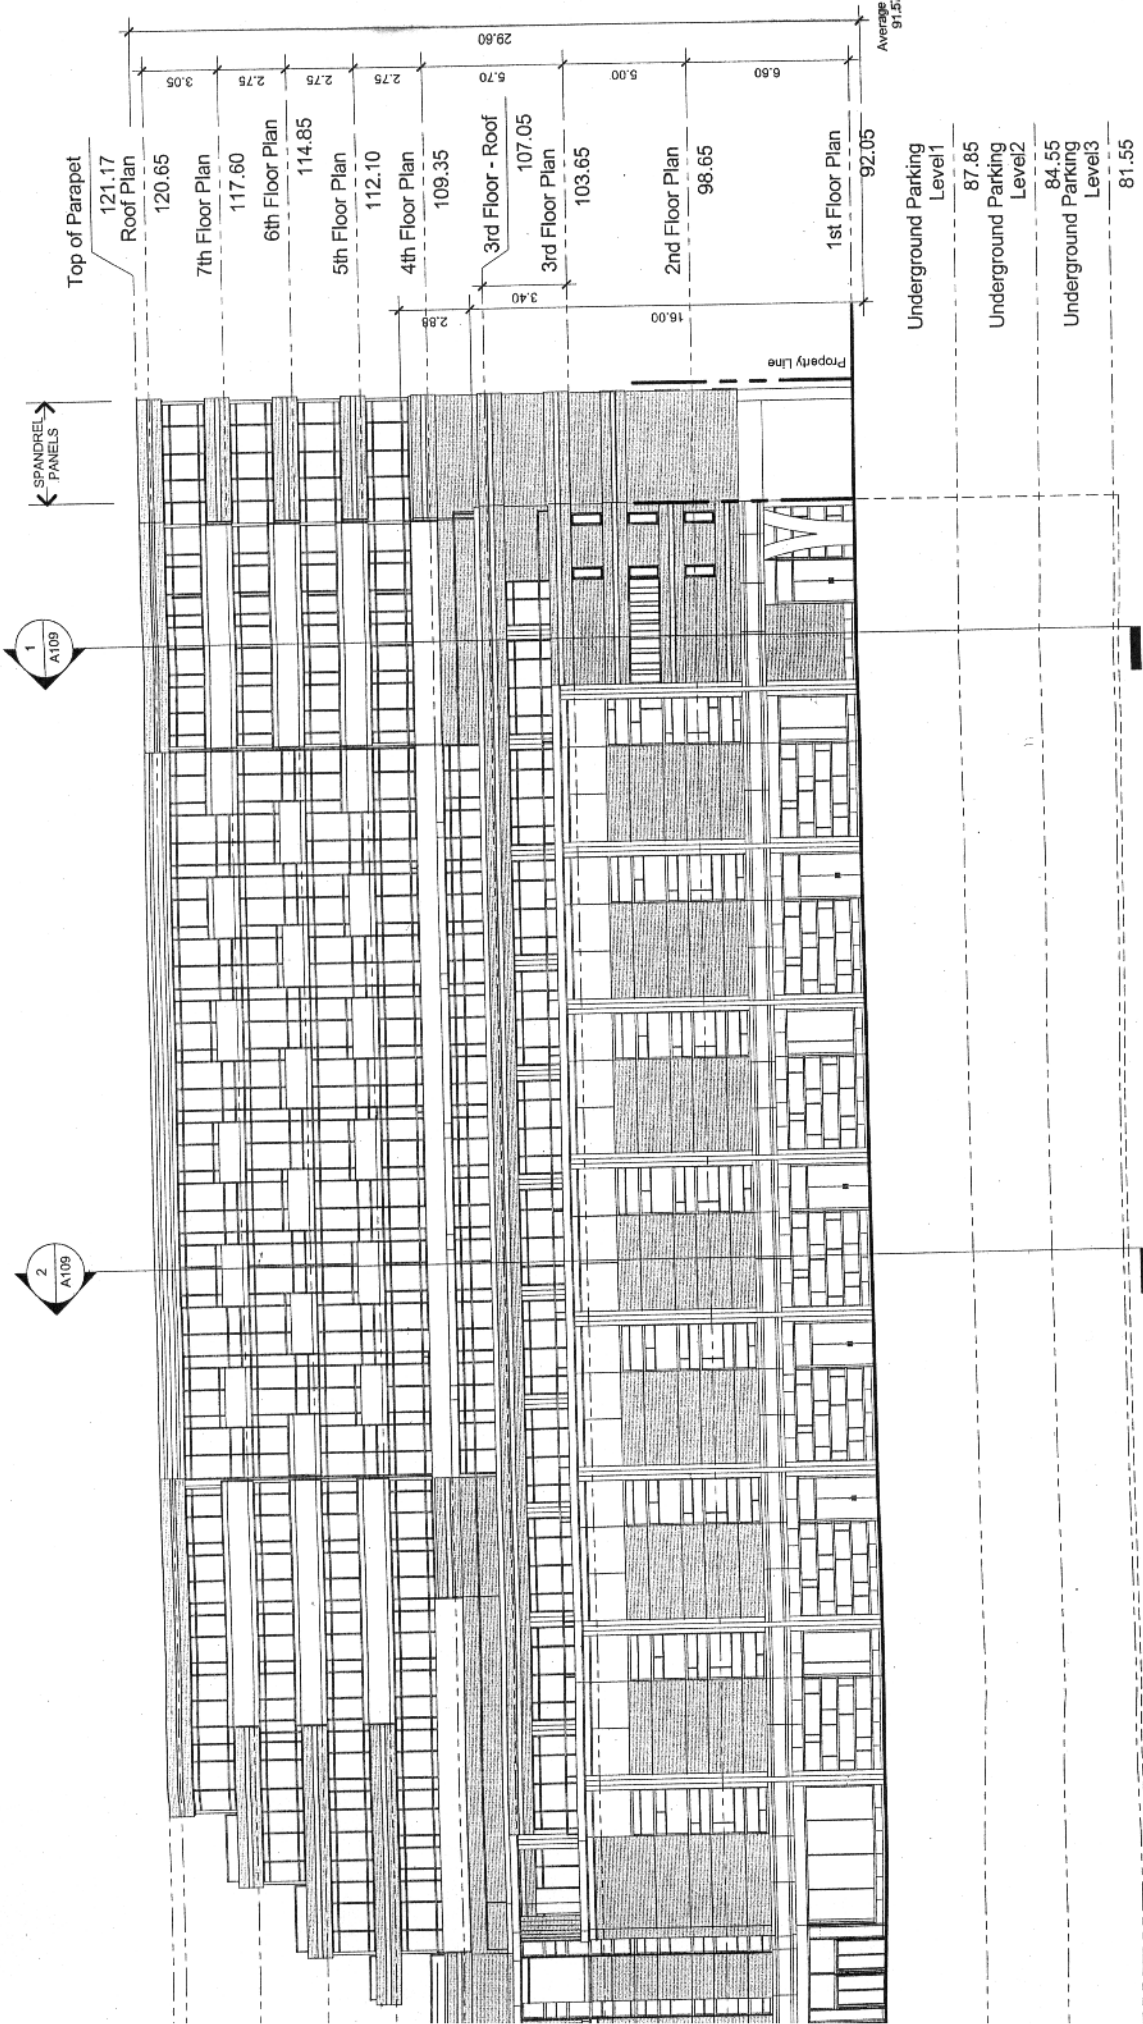 Average
29.60
3.05
2.75
2.75
2.75
5.70
5.00
6.60
Top of Parapet
121.17
Roof Plan
120.65
7th Floor Plan
117.60
6th Floor Plan
114.85
5th Floor Plan
112.10
4th Floor Plan
109.35
3rd Floor - Roof
107.05
3rd Floor Plan
103.65
2nd Floor Plan
98.65
1st Floor Plan
92.05
Underground Parking
Level1
87.85
Underground Parking
Level2
84.55
Underground Parking
Level3
81.55
3.40
2.88
16.00
Property Line
SPANDREL
PANELS
1
A109
2
A109